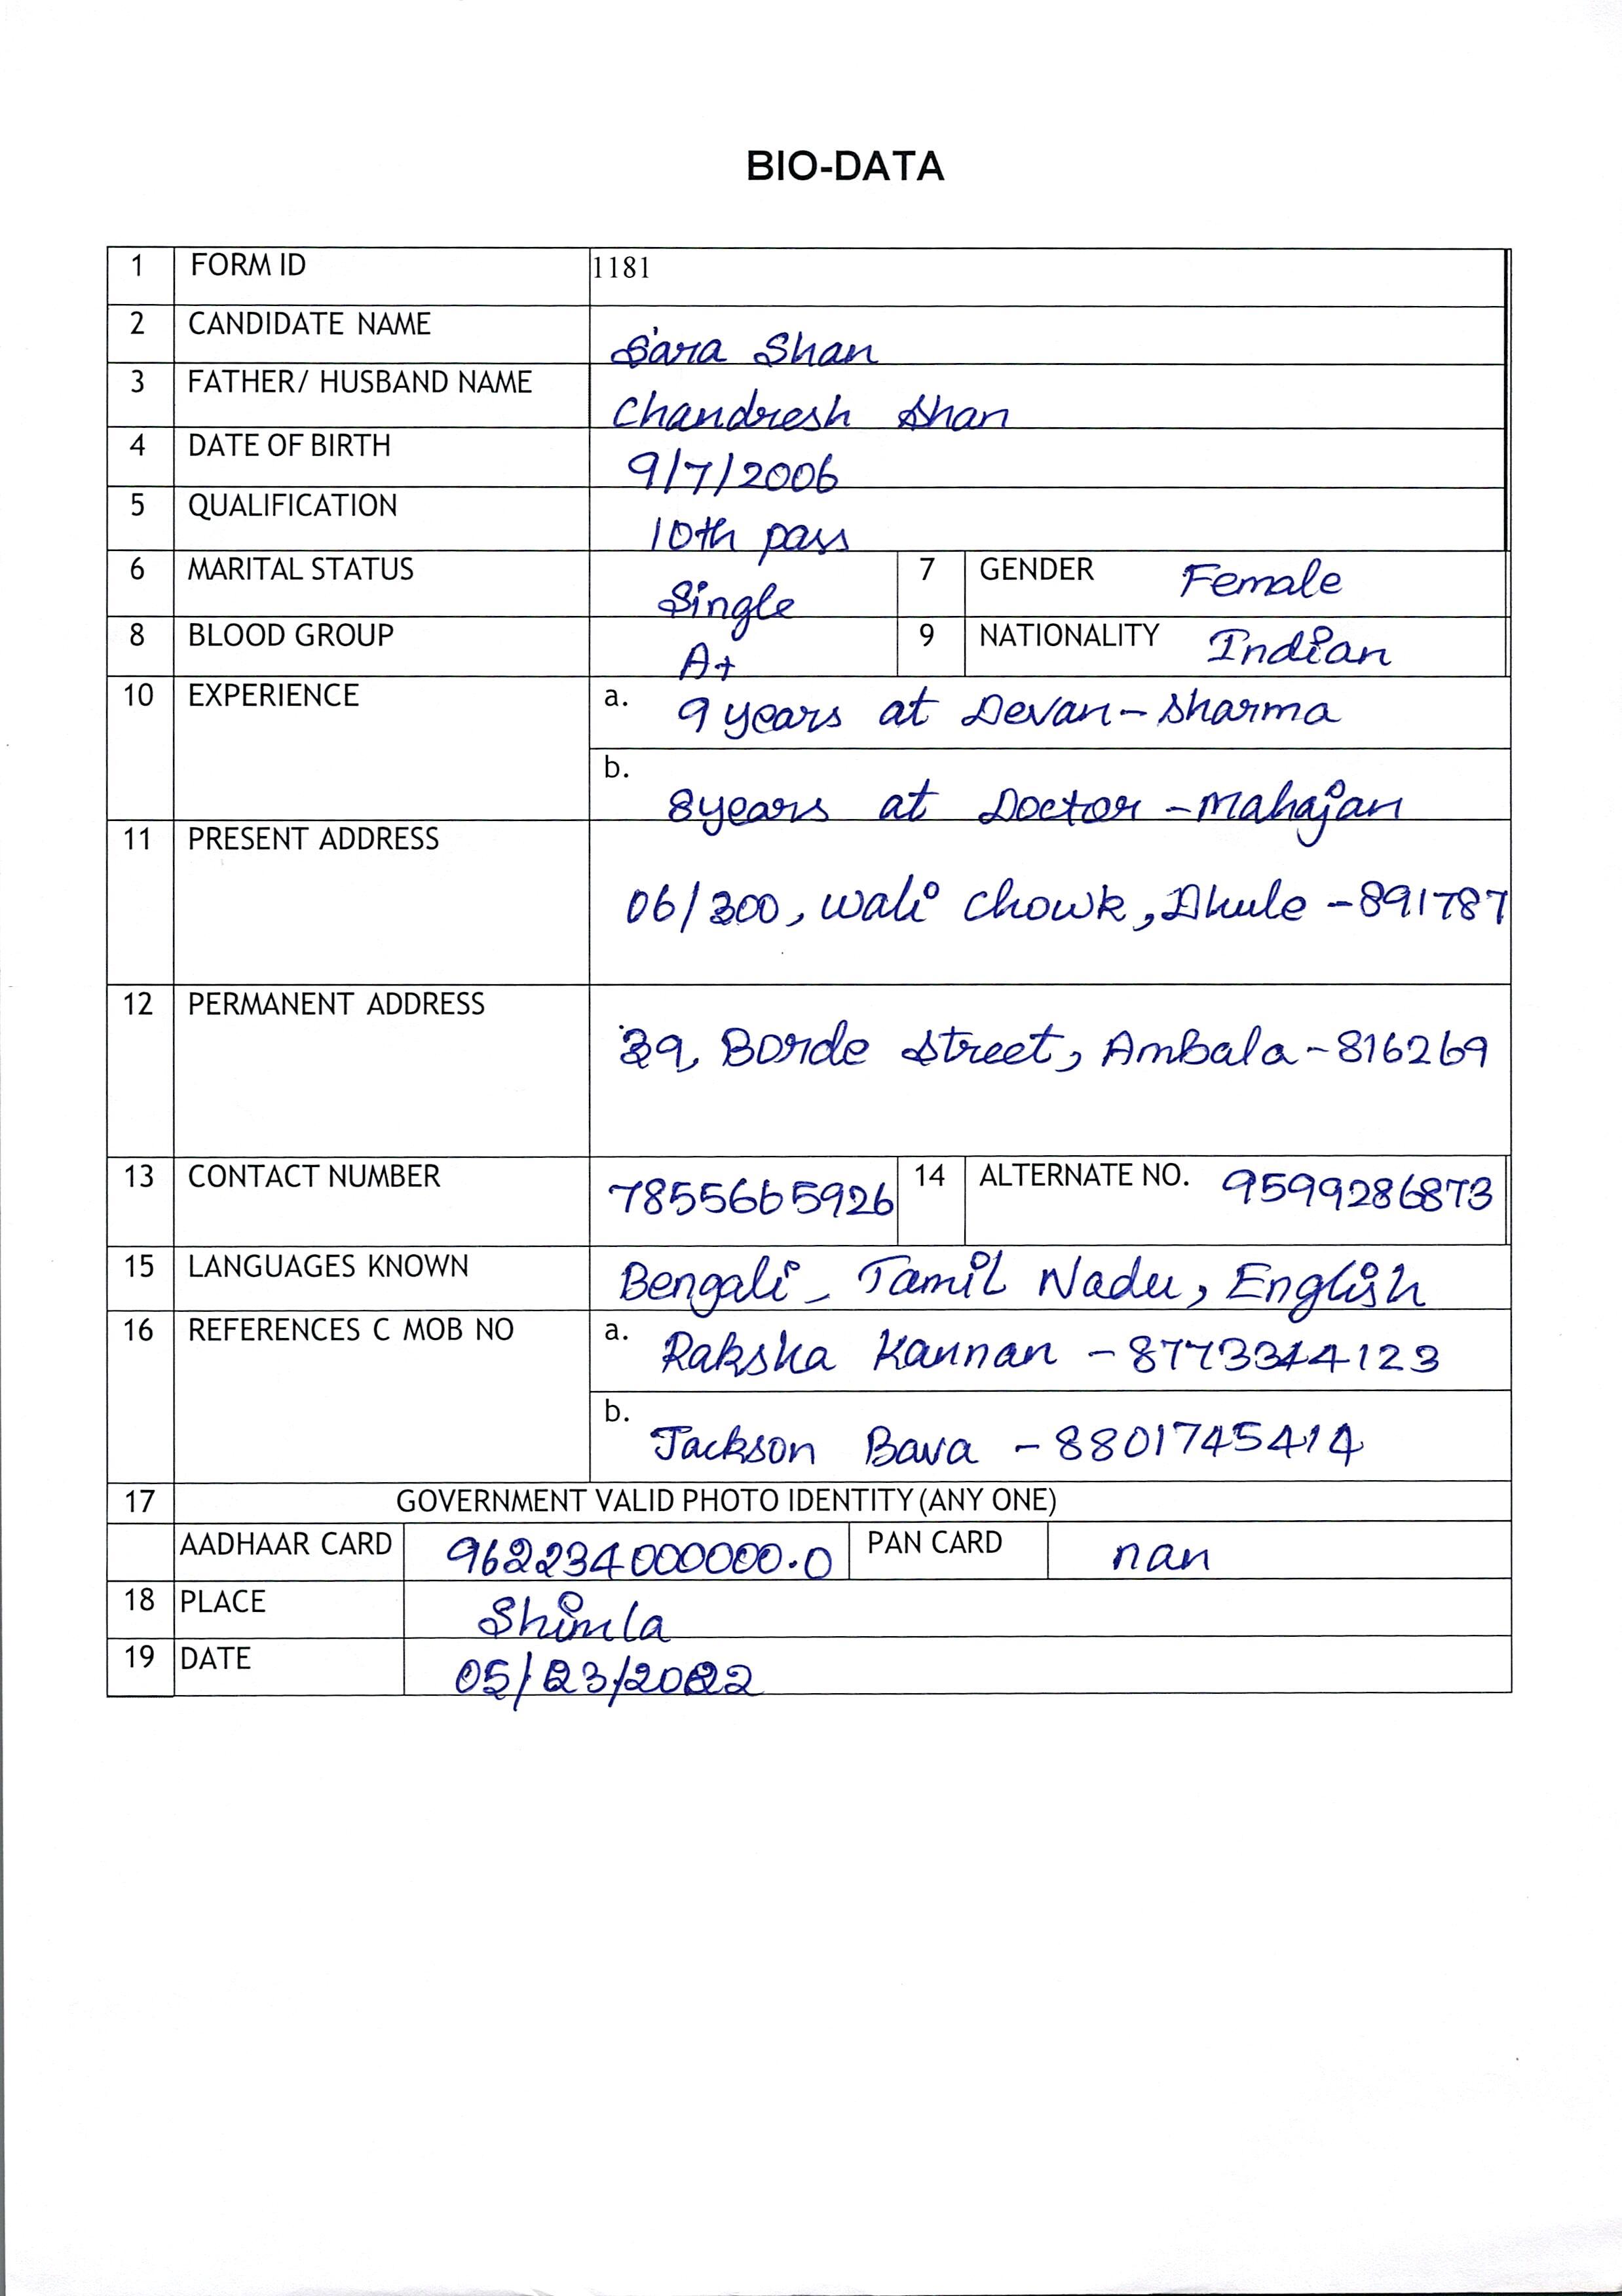 BIO-DATA
1 FORM ID 1181
2 CANDIDATE NAME Sara Shan
3 FATHER/ HUSBAND NAME Chandresh Shan
4 DATE OF BIRTH 9/7/2006
5 QUALIFICATION 10th pass
6 MARITAL STATUS Single 7 GENDER Female
8 BLOOD GROUP A+ 9 NATIONALITY Indian
10 EXPERIENCE a. 9 years at Devan-Sharma
b. 8years at Doctor-Mahajan
11 PRESENT ADDRESS
06/300, Wali Chowk, Dhule-891787
12 PERMANENT ADDRESS
39, Borde Street, Ambala-816269
13 CONTACT NUMBER 7855665926 14 ALTERNATE NO. 9599286873
15 LANGUAGES KNOWN Bengali, Tamil Nadu, English
16 REFERENCES C MOB NO a. Raksha Kannan - 8773344123
b. Jackson Bava - 8801745414
17 GOVERNMENT VALID PHOTO IDENTITY (ANY ONE)
AADHAAR CARD 962234000000.0 PAN CARD nan
18 PLACE Shimla
19 DATE 05/23/2022